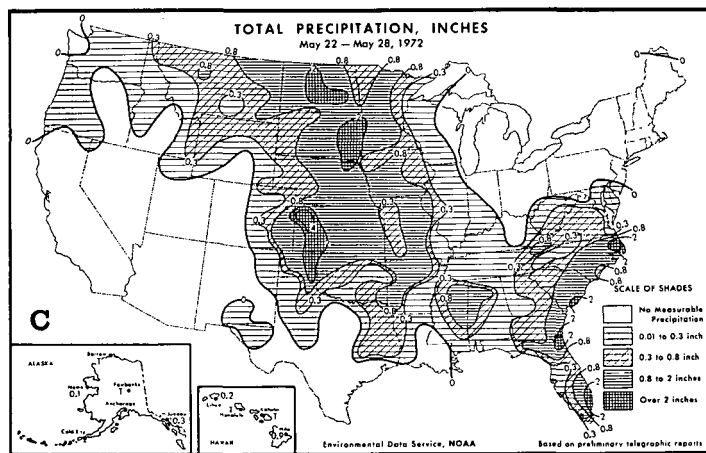 TOTAL PRECIPITATION, INCHES
May 22 — May 28, 1972
C
SCALE OF SHADES
No Measurable
Precipitation
0.01 to 0.3 inch
0.3 to 0.8 inch
0.8 to 2 inches
Over 2 inches
ALASKA
Barrow
T
Nome
0.1
Fairbanks
T
Anchorage
Cold
Juneau
0.3
0.2
Lihue
T
Honolulu
Kahului
T
Hilo
0.9
HAWAII
Environmental Data Service, NOAA
Based on preliminary telegraphic reports